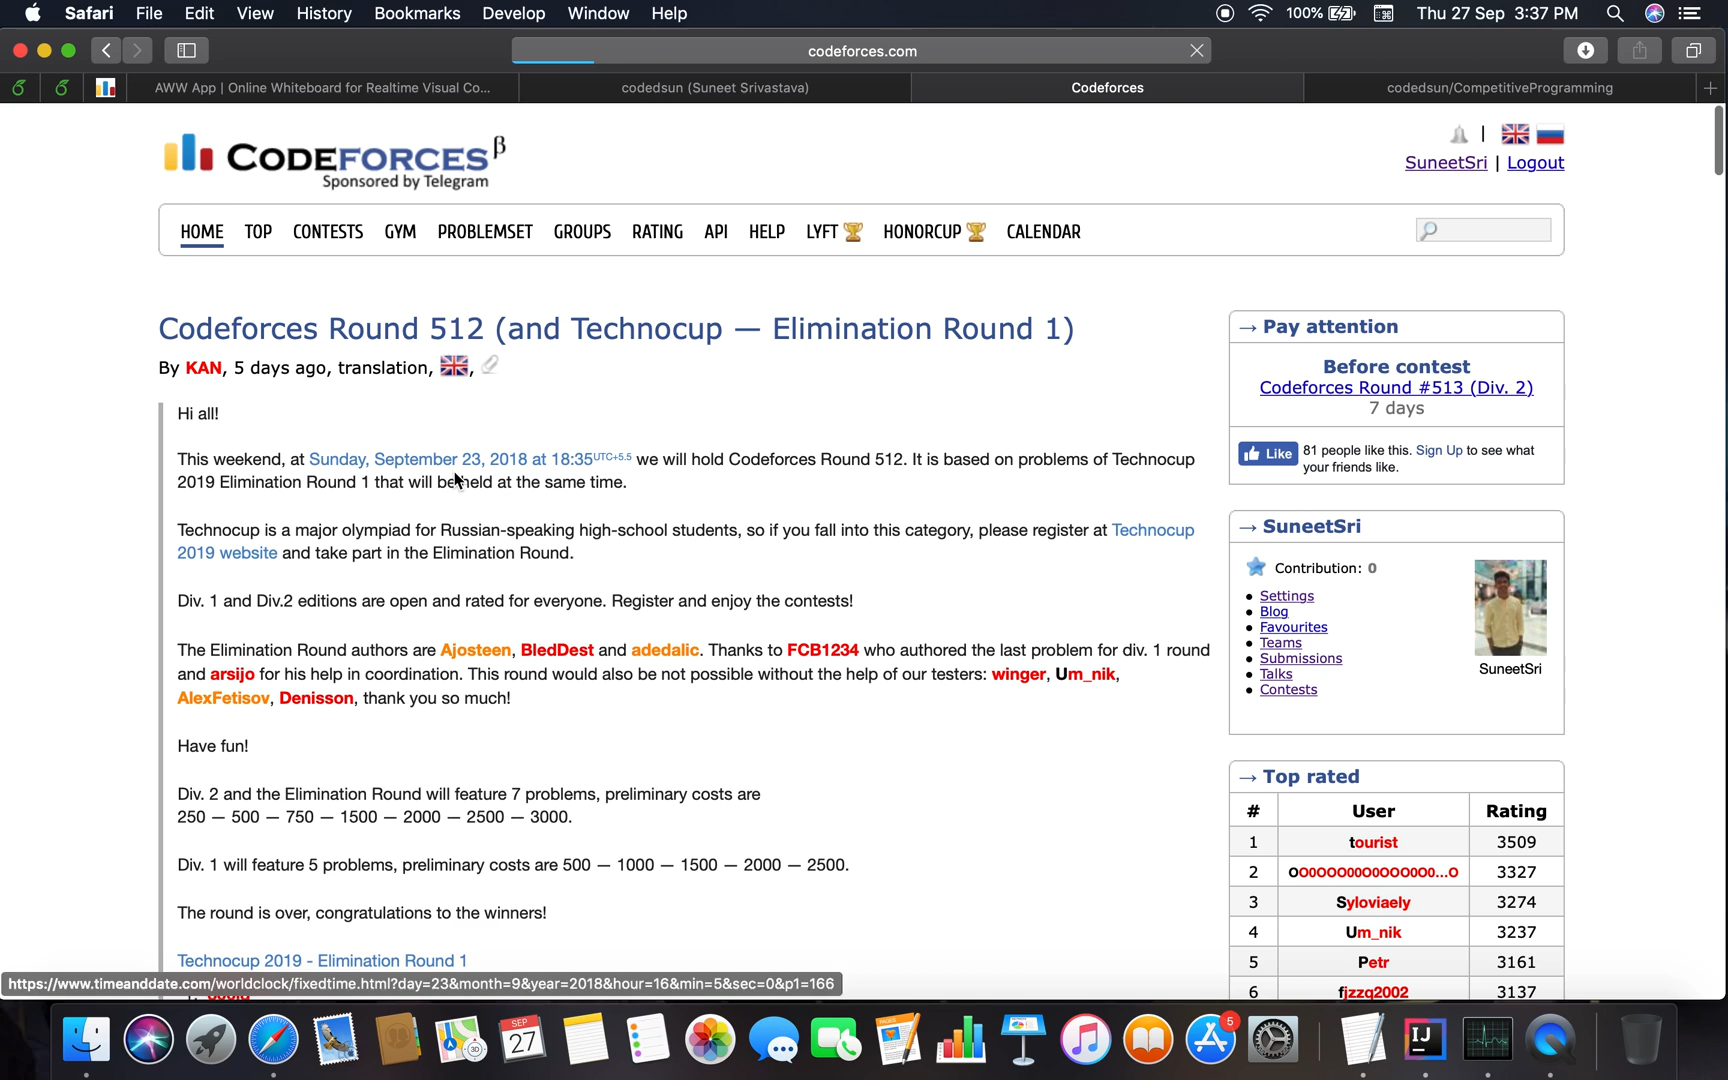 Safari File Edit View History Bookmarks Develop Window Help 100% Thu 27 Sep 3:37 PM
codeforces.com
AWW App | Online Whiteboard for Realtime Visual Co... codedsun (Suneet Srivastava) Codeforces codedsun/CompetitiveProgramming
CODEFORCES β
Sponsored by Telegram
SuneetSri | Logout
HOME TOP CONTESTS GYM PROBLEMSET GROUPS RATING API HELP LYFT HONORCUP CALENDAR
Codeforces Round 512 (and Technocup — Elimination Round 1)
By KAN, 5 days ago, translation, ,
Hi all!
This weekend, at Sunday, September 23, 2018 at 18:35UTC+5.5 we will hold Codeforces Round 512. It is based on problems of Technocup
2019 Elimination Round 1 that will be held at the same time.
Technocup is a major olympiad for Russian-speaking high-school students, so if you fall into this category, please register at Technocup
2019 website and take part in the Elimination Round.
Div. 1 and Div.2 editions are open and rated for everyone. Register and enjoy the contests!
The Elimination Round authors are Ajosteen, BledDest and adedalic. Thanks to FCB1234 who authored the last problem for div. 1 round
and arsijo for his help in coordination. This round would also be not possible without the help of our testers: winger, Um_nik,
AlexFetisov, Denisson, thank you so much!
Have fun!
Div. 2 and the Elimination Round will feature 7 problems, preliminary costs are
250 — 500 — 750 — 1500 — 2000 — 2500 — 3000.
Div. 1 will feature 5 problems, preliminary costs are 500 — 1000 — 1500 — 2000 — 2500.
The round is over, congratulations to the winners!
Technocup 2019 - Elimination Round 1
→ Pay attention
Before contest
Codeforces Round #513 (Div. 2)
7 days
Like 81 people like this. Sign Up to see what
your friends like.
→ SuneetSri
Contribution: 0
Settings
Blog
Favourites
Teams
Submissions
Talks
Contests
SuneetSri
→ Top rated
# User Rating
1 tourist 3509
2 3327
3 Syloviaely 3274
4 Um_nik 3237
5 Petr 3161
6 fjzzq2002 3137
https://www.timeanddate.com/worldclock/fixedtime.html?day=23&month=9&year=2018&hour=16&min=5&sec=0&p1=166
SEP
27
3D
5
IJ